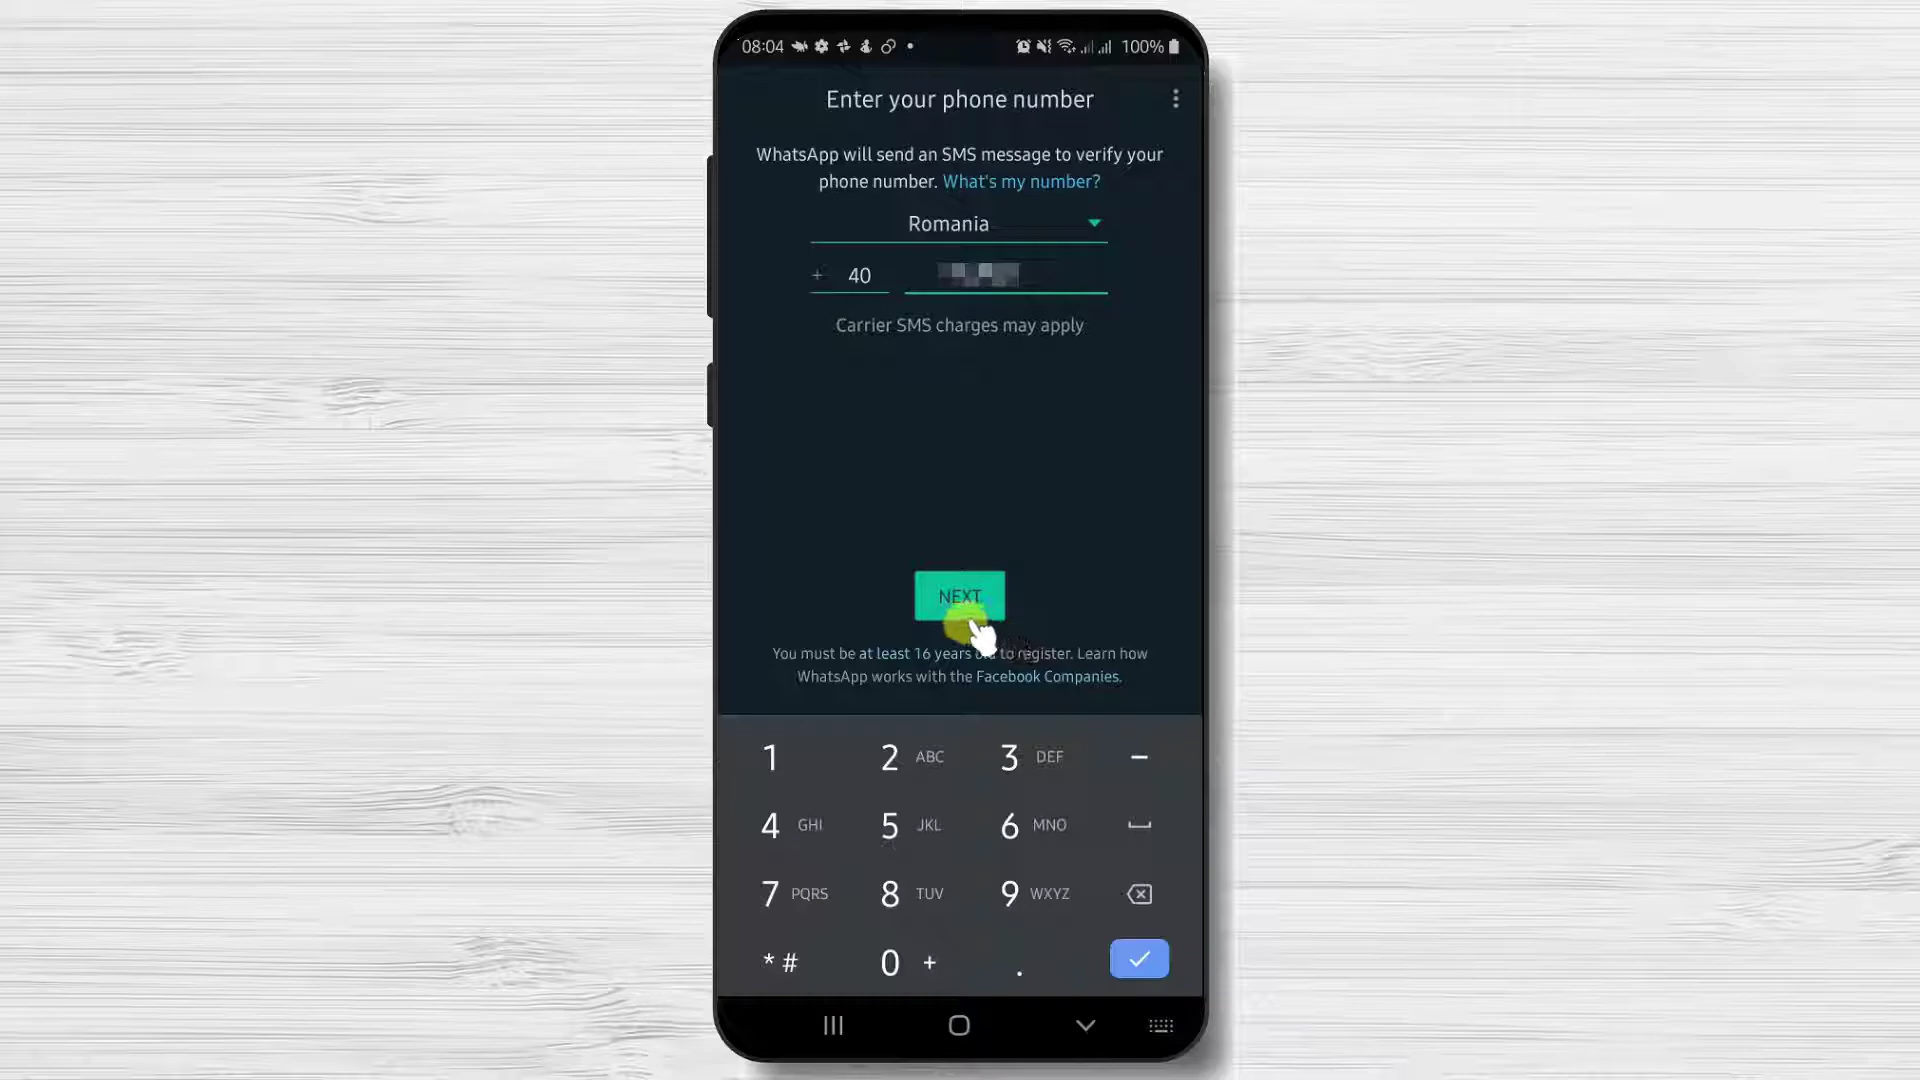 08:04
100%
Enter your phone number
WhatsApp will send an SMS message to verify your
phone number. What's my number?
Romania
+ 40
Carrier SMS charges may apply
NEXT
You must be at least 16 years old to register. Learn how
WhatsApp works with the Facebook Companies.
1 2 ABC 3 DEF –
4 GHI 5 JKL 6 MNO
7 PQRS 8 TUV 9 WXYZ
* # 0 + .